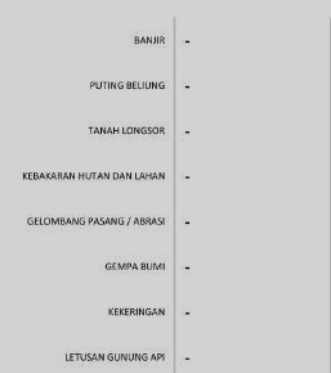 BANJIR -
PUTING BELIUNG -
TANAH LONGSOR -
KEBAKARAN HUTAN DAN LAHAN -
GELOMBANG PASANG / ABRASI -
GEMPA BUMI -
KEKERINGAN -
LETUSAN GUNUNG API -